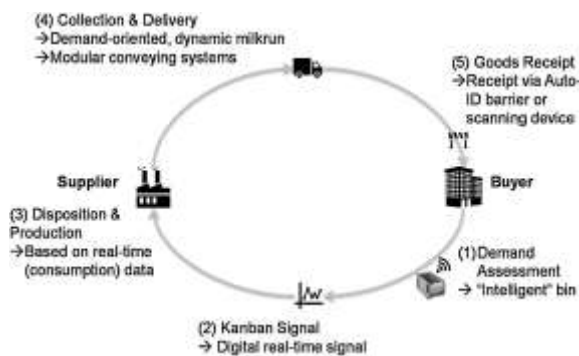 (4) Collection & Delivery
→Demand-oriented, dynamic milkrun
→Modular conveying systems
(5) Goods Receipt
→Receipt via Auto-
ID barrier or
scanning device
Supplier
Buyer
(3) Disposition &
Production
→Based on real-time
(consumption) data
(1)Demand
Assessment
→ "Intelligent" bin
(2) Kanban Signal
→ Digital real-time signal